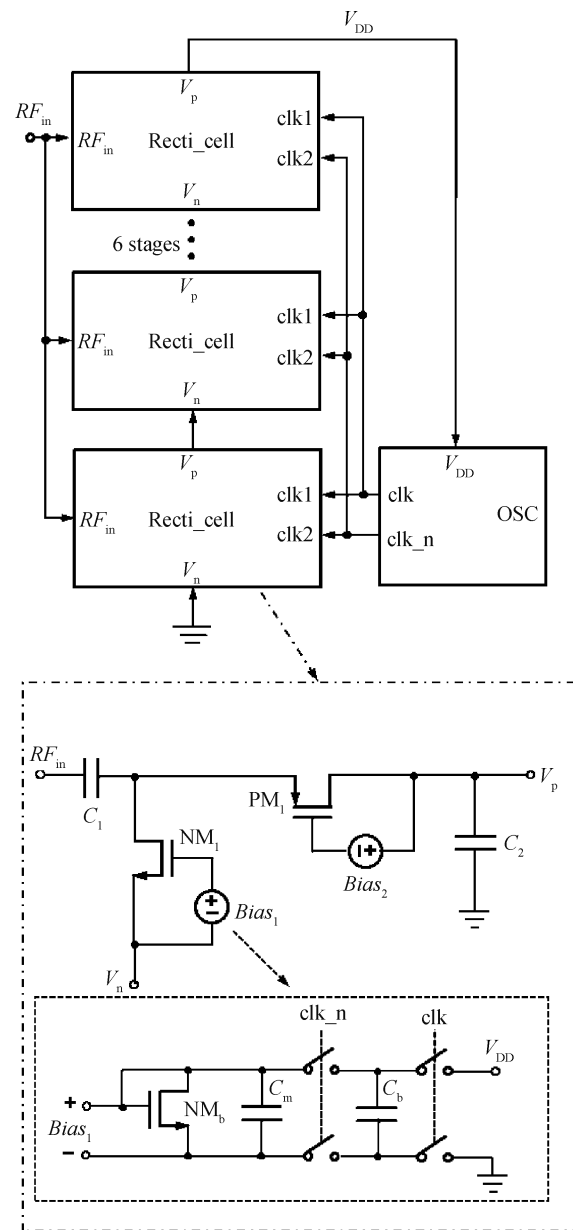 V_DD
V_p
RF_in
clk1
RF_in
Recti_cell
clk2
V_n
6 stages
V_p
clk1
RF_in
Recti_cell
clk2
V_n
V_p
V_DD
clk1
clk
RF_in
Recti_cell
OSC
clk2
clk_n
V_n
RF_in
V_p
C_1
PM_1
C_2
NM_1
Bias_2
Bias_1
V_n
clk_n
clk
V_DD
C_m
C_b
NM_b
Bias_1